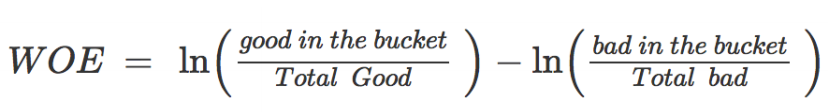 WOE = ln( good in the bucket / Total Good ) − ln( bad in the bucket / Total bad )